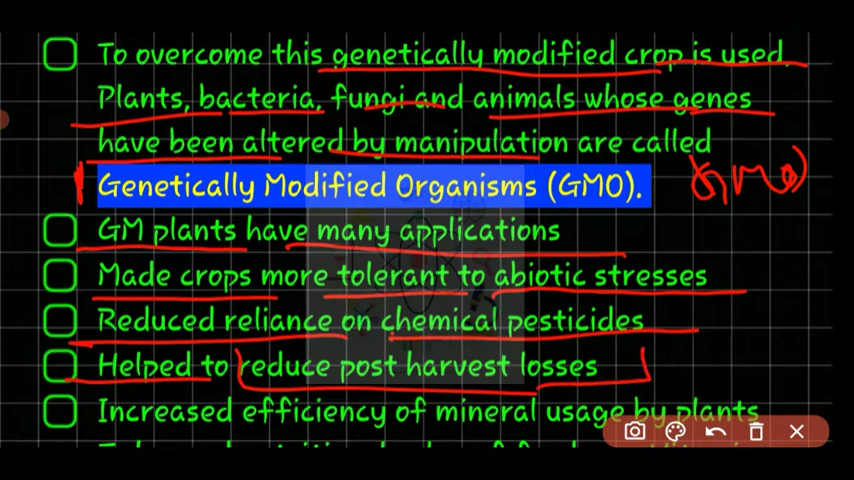 To overcome this genetically modified crop is used.
Plants, bacteria, fungi and animals whose genes
have been altered by manipulation are called
Genetically Modified Organisms (GMO).
GMO
GM plants have many applications
Made crops more tolerant to abiotic stresses
Reduced reliance on chemical pesticides
Helped to reduce post harvest losses
Increased efficiency of mineral usage by plants